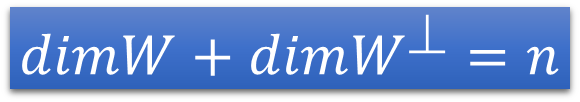 dimW + dimW^⊥ = n